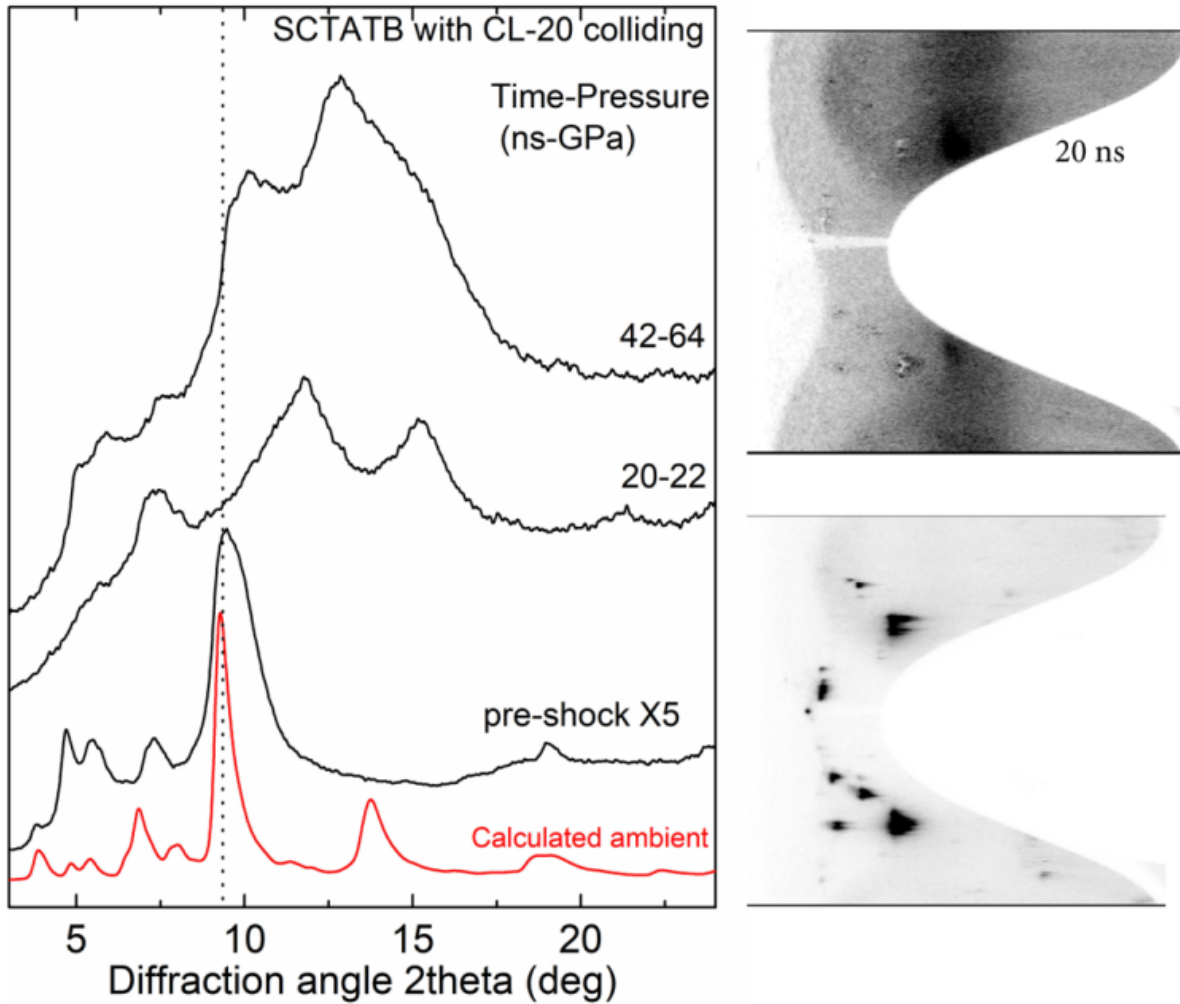 SCTATB with CL-20 colliding
Time-Pressure
(ns-GPa)
42-64
20-22
pre-shock X5
Calculated ambient
5
10
15
20
Diffraction angle 2theta (deg)
20 ns